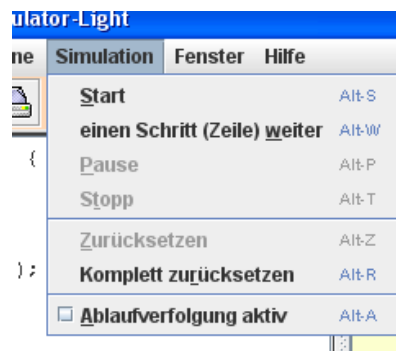 ulator-Light
ne Simulation Fenster Hilfe
Start Alt-S
einen Schritt (Zeile) weiter Alt-W
{
Pause Alt-P
Stopp Alt-T
Zurücksetzen Alt-Z
); Komplett zurücksetzen Alt-R
Ablaufverfolgung aktiv Alt-A